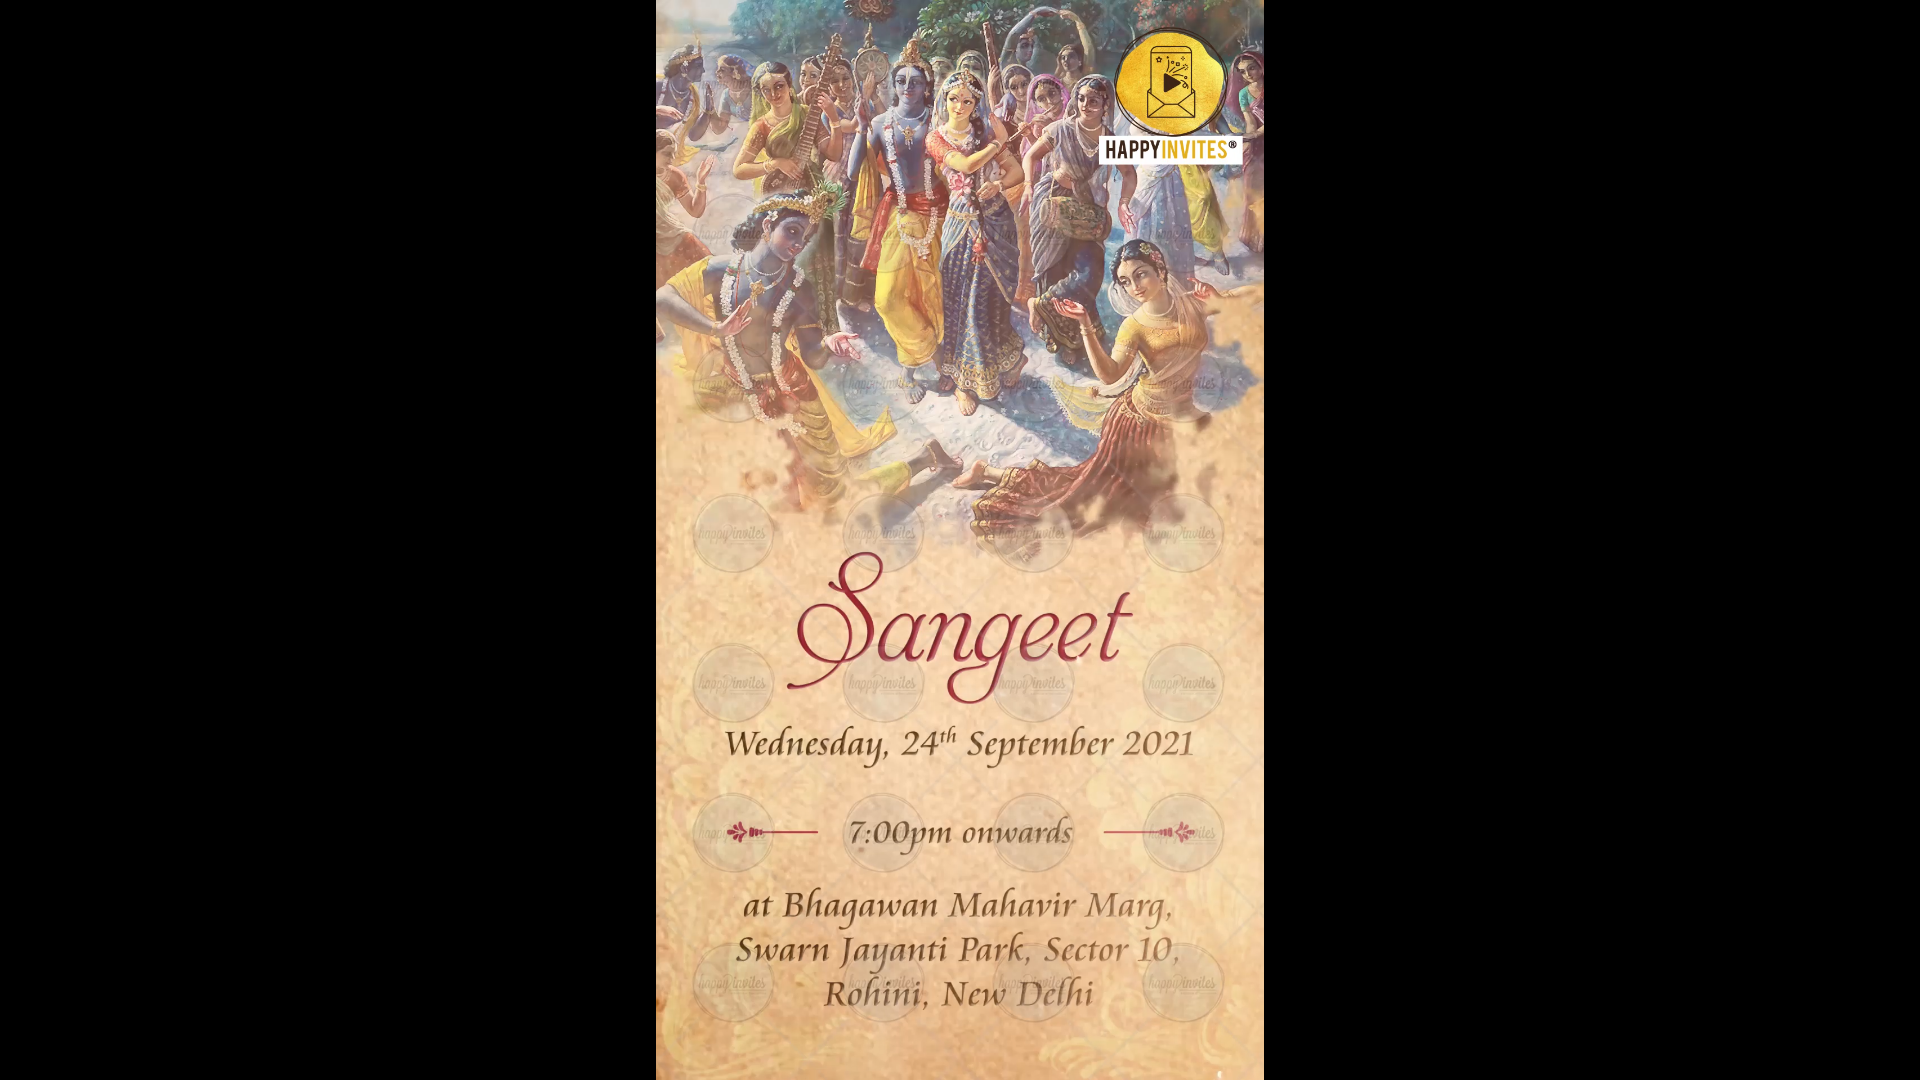 HAPPYINVITES®
Sangeet
Wednesday, 24th September 2021
7:00pm onwards
at Bhagawan Mahavir Marg,
Swarn Jayanti Park, Sector 10,
Rohini, New Delhi